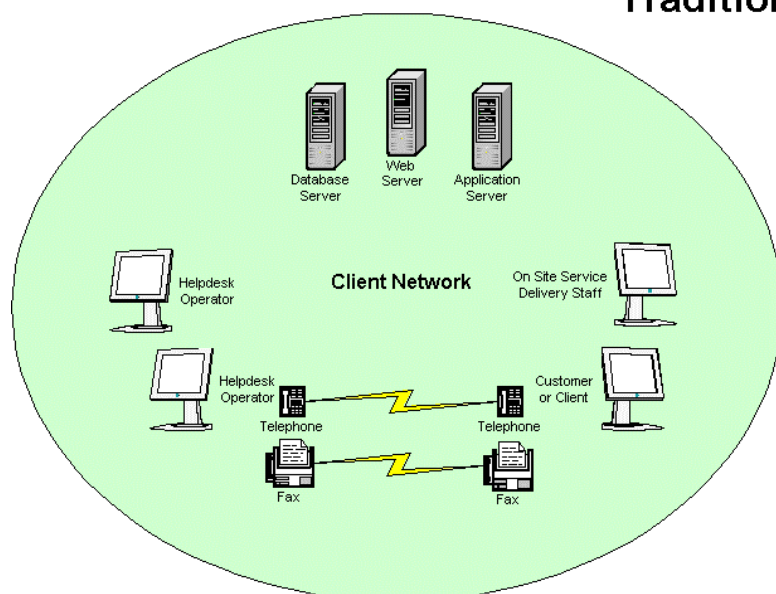 Database
Server
Web
Server
Application
Server
Helpdesk
Operator
Client Network
On Site Service
Delivery Staff
Helpdesk
Operator
Telephone
Telephone
Customer
or Client
Fax
Fax